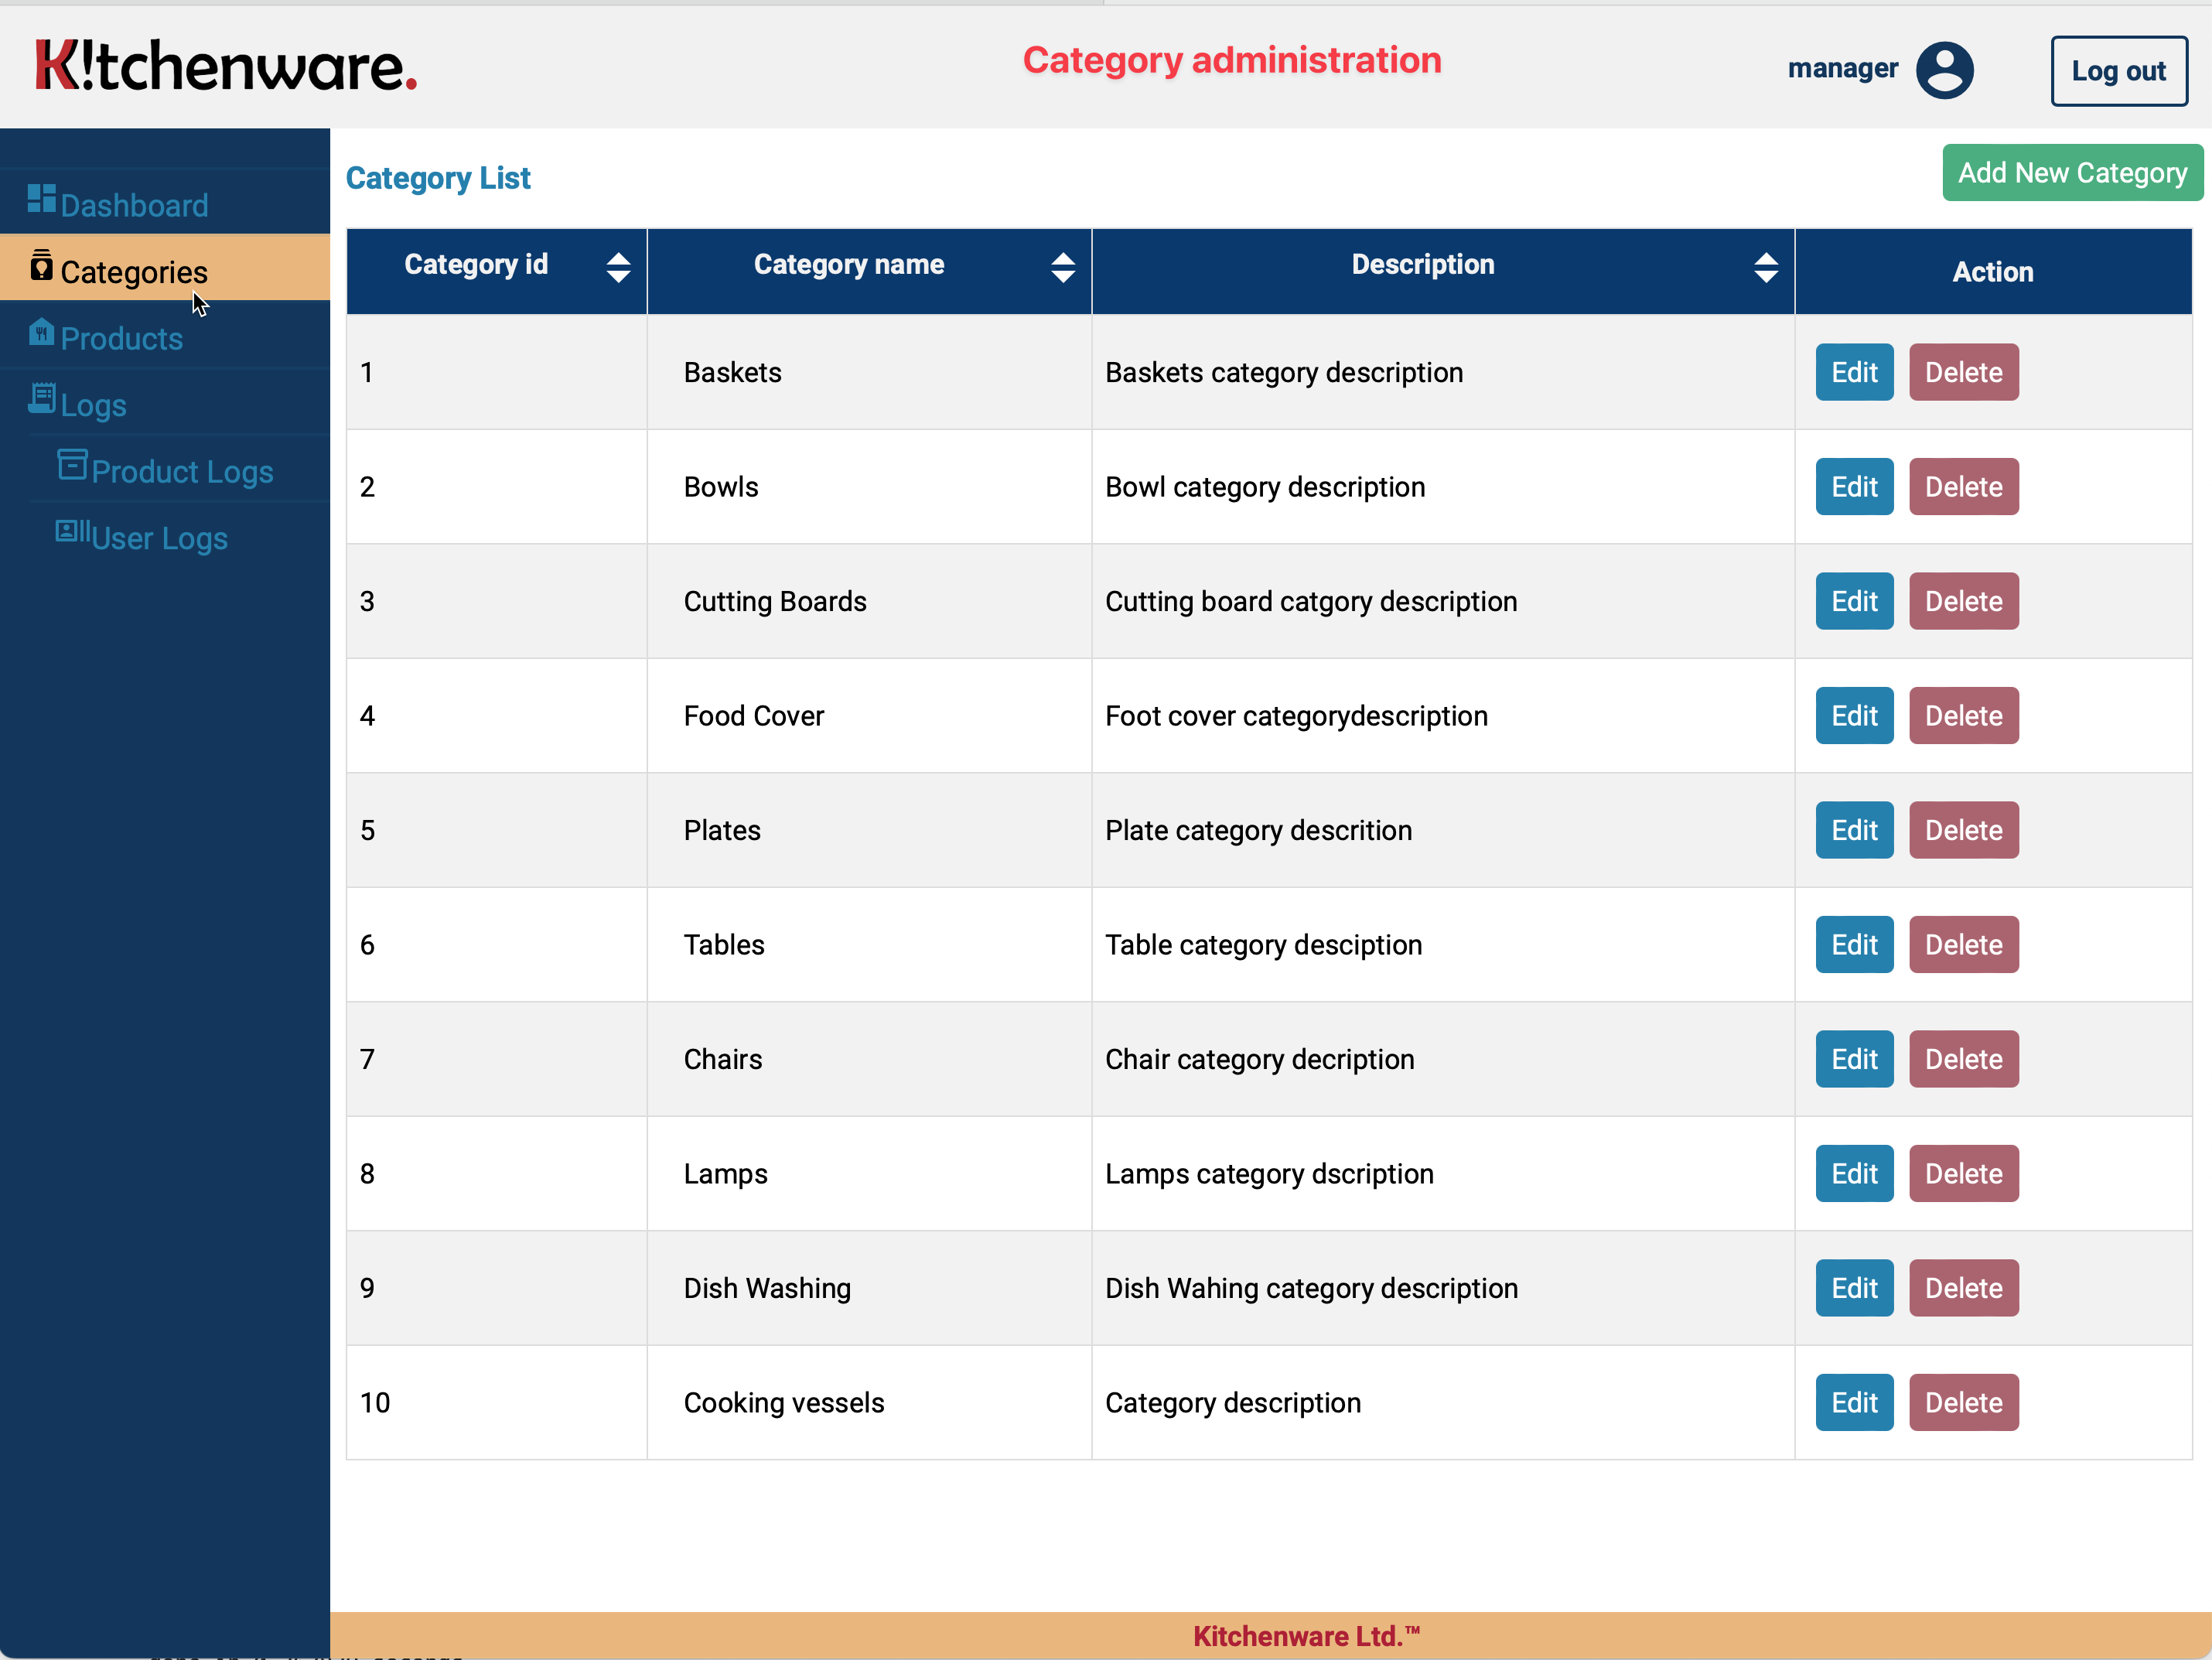 K!tchenware.
Category administration
manager
Log out
Dashboard
Categories
Products
Logs
Product Logs
User Logs
Category List
Add New Category
Category id Category name Description Action
1 Baskets Baskets category description Edit Delete
2 Bowls Bowl category description Edit Delete
3 Cutting Boards Cutting board catgory description Edit Delete
4 Food Cover Foot cover categorydescription Edit Delete
5 Plates Plate category descrition Edit Delete
6 Tables Table category desciption Edit Delete
7 Chairs Chair category decription Edit Delete
8 Lamps Lamps category dscription Edit Delete
9 Dish Washing Dish Wahing category description Edit Delete
10 Cooking vessels Category description Edit Delete
Kitchenware Ltd.™